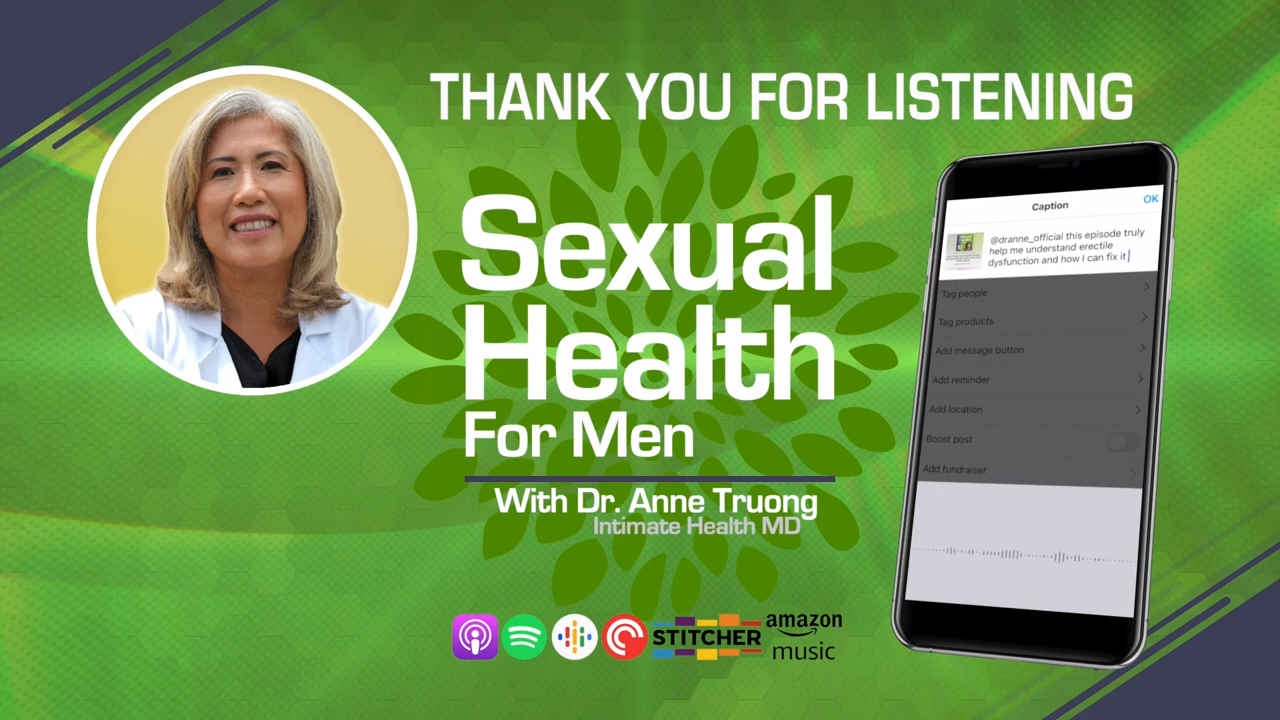 THANK YOU FOR LISTENING
Sexual
Health
For Men
With Dr. Anne Truong
Intimate Health MD
STITCHER
amazon
music
Caption
OK
@dranne_official this episode truly
help me understand erectile
dysfunction and how I can fix it
Tag people
Tag products
Add message button
Add reminder
Add location
Boost post
Add fundraiser